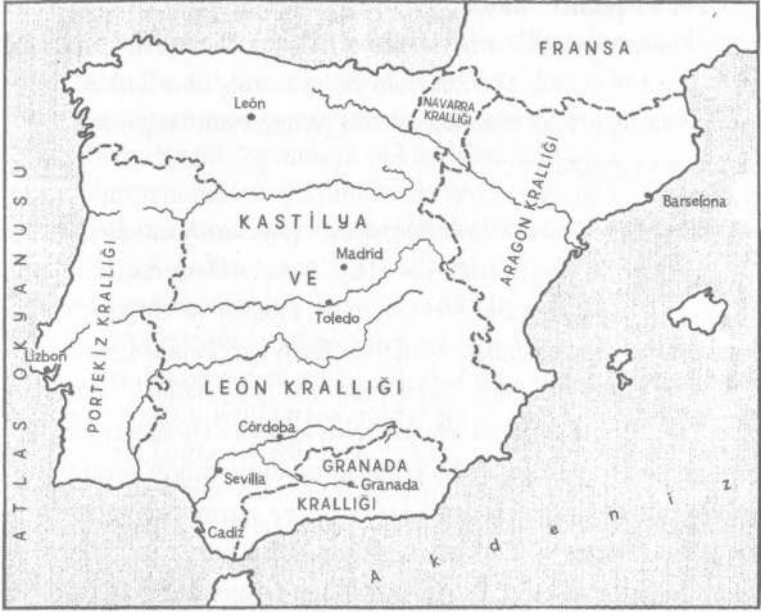 FRANSA
León
NAVARRA
KRALLIĞI
Barselona
ARAGON KRALLIĞI
KASTİLYA
Madrid
VE
Toledo
PORTEKİZ KRALLIĞI
Lizbon
ATLAS OKYANUSU
LEÓN KRALLIĞI
Córdoba
Sevilla
GRANADA
Granada
KRALLIĞI
Cadiz
Akdeniz